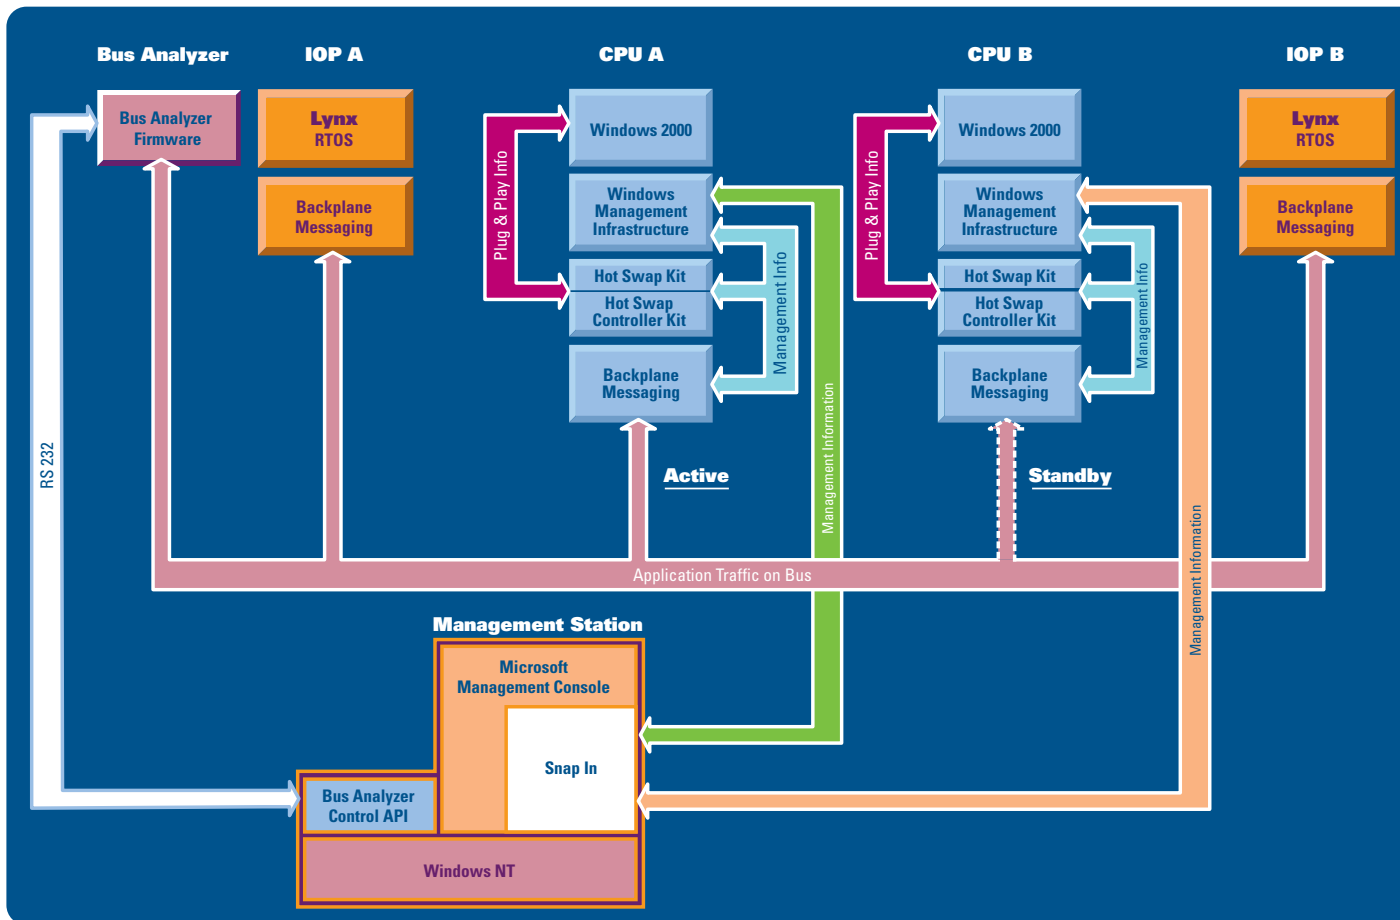 Bus Analyzer
IOP A
CPU A
CPU B
IOP B
Bus Analyzer
Firmware
Lynx
RTOS
Backplane
Messaging
Plug & Play Info
Windows 2000
Windows
Management
Infrastructure
Hot Swap Kit
Hot Swap
Controller Kit
Backplane
Messaging
Management Info
Management Information
Plug & Play Info
Windows 2000
Windows
Management
Infrastructure
Hot Swap Kit
Hot Swap
Controller Kit
Backplane
Messaging
Management Info
Management Information
Lynx
RTOS
Backplane
Messaging
RS 232
Active
Standby
Application Traffic on Bus
Management Station
Microsoft
Management Console
Snap In
Bus Analyzer
Control API
Windows NT